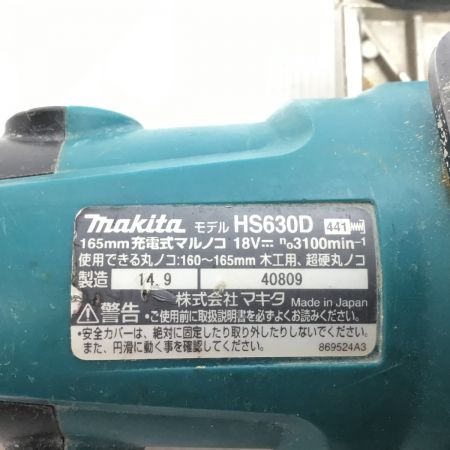 makita モデル HS630D 441
165mm 充電式マルノコ 18V⎓ n₀3100min⁻¹
使用できる丸ノコ:160~165mm 木工用、超硬丸ノコ
製造 14.9 40809
株式会社マキタ Made in Japan
⚠警告 •ご使用前に取扱説明書を必ずよくお読みください。
•安全カバーは、絶対に固定したり取り外したりしないでください。
また、円滑に動く事を確認してください。
869524A3